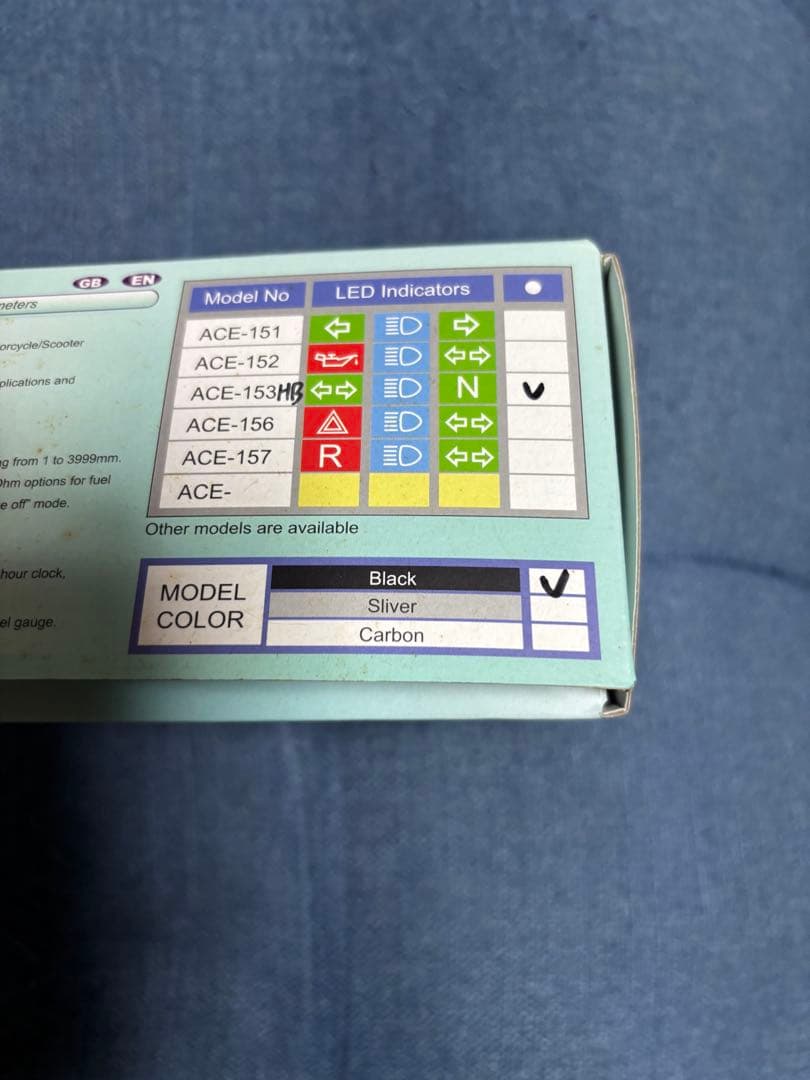 GB EN
meters
Model No LED Indicators
orcycle/Scooter
ACE-151
ACE-152
plications and
ACE-153HB N
ACE-156
ng from 1 to 3999mm.
ACE-157 R
Ohm options for fuel
ACE-
e off" mode.
Other models are available
hour clock,
MODEL COLOR
Black
Sliver
Carbon
el gauge.